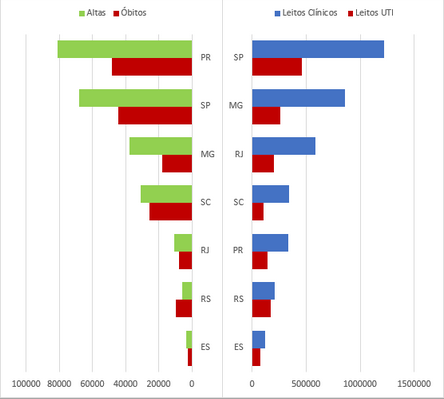 Altas Óbitos
Leitos Clínicos Leitos UTI
PR
SP
MG
SC
RJ
RS
ES
100000 80000 60000 40000 20000 0
SP
MG
RJ
SC
PR
RS
ES
0 500000 1000000 1500000